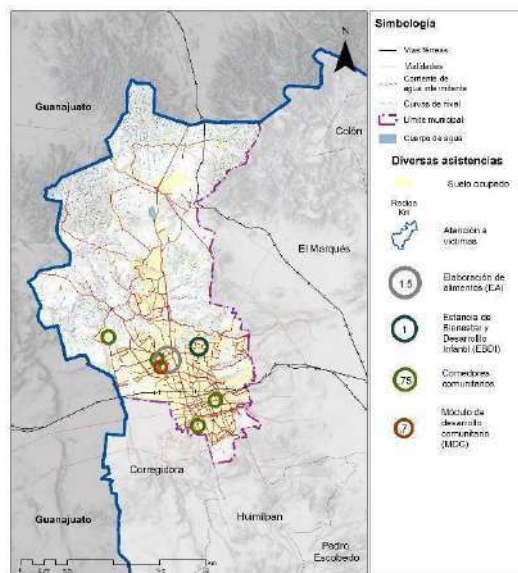 N
Guanajuato
Colón
El Marqués
Corregidora
Guanajuato
Huimilpan
Pedro
Escobedo
Simbología
Vías férreas
Vialidades
Corriente de
agua intermitente
Curvas de nivel
Límite municipal
Cuerpo de agua
Diversas asistencias
Suelo ocupado
Radios
Km
Atención a
víctimas
1.5
Elaboración de
alimentos (EA)
1
Estancia de
Bienestar y
Desarrollo
Infantil (EBDI)
.75
Comedores
comunitarios
.7
Módulo de
desarrollo
comunitario
(MDC)